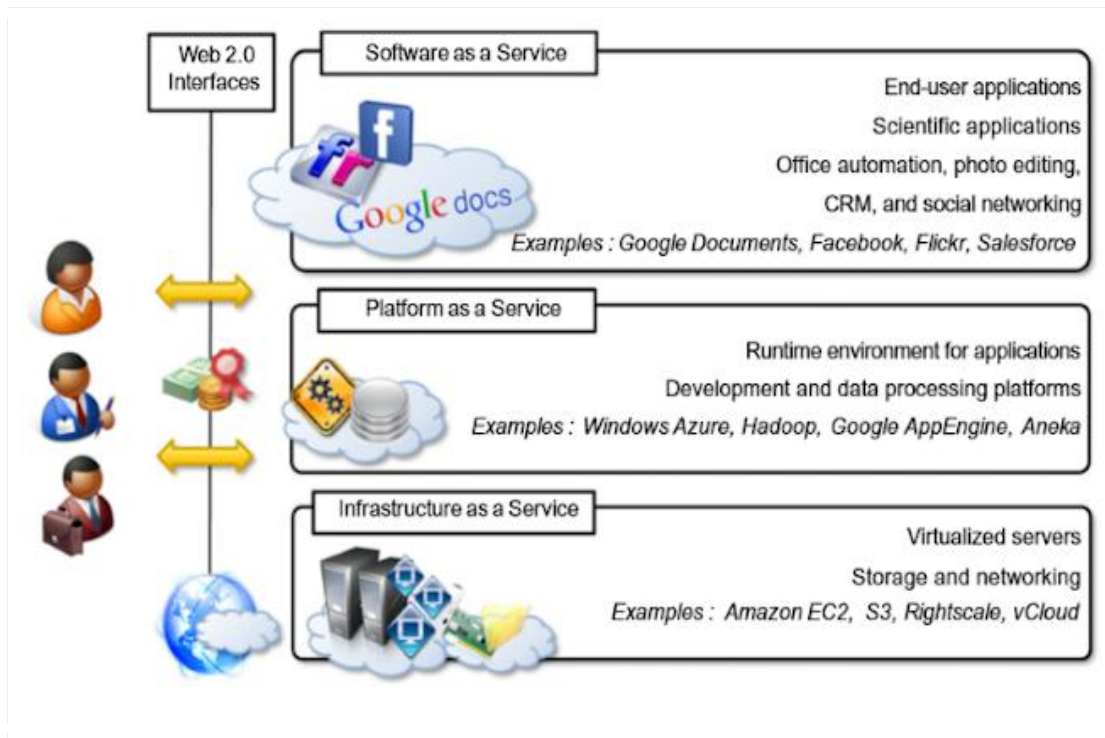 Web 2.0
Interfaces
Software as a Service
End-user applications
Scientific applications
Office automation, photo editing,
CRM, and social networking
Examples : Google Documents, Facebook, Flickr, Salesforce
f
fr
Google docs
Platform as a Service
Runtime environment for applications
Development and data processing platforms
Examples : Windows Azure, Hadoop, Google AppEngine, Aneka
Infrastructure as a Service
Virtualized servers
Storage and networking
Examples : Amazon EC2, S3, Rightscale, vCloud